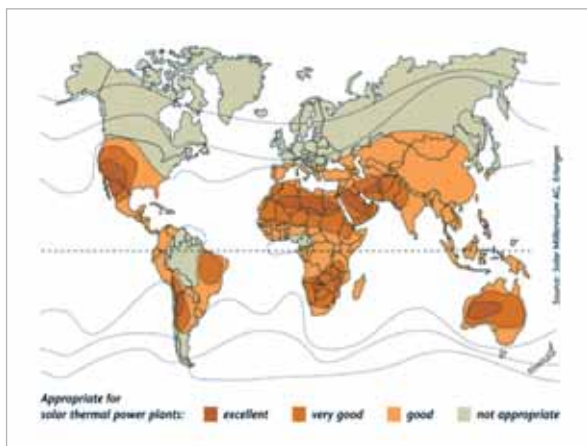 Source: Solar Millennium AG, Erlangen
Appropriate for
solar thermal power plants: excellent very good good not appropriate